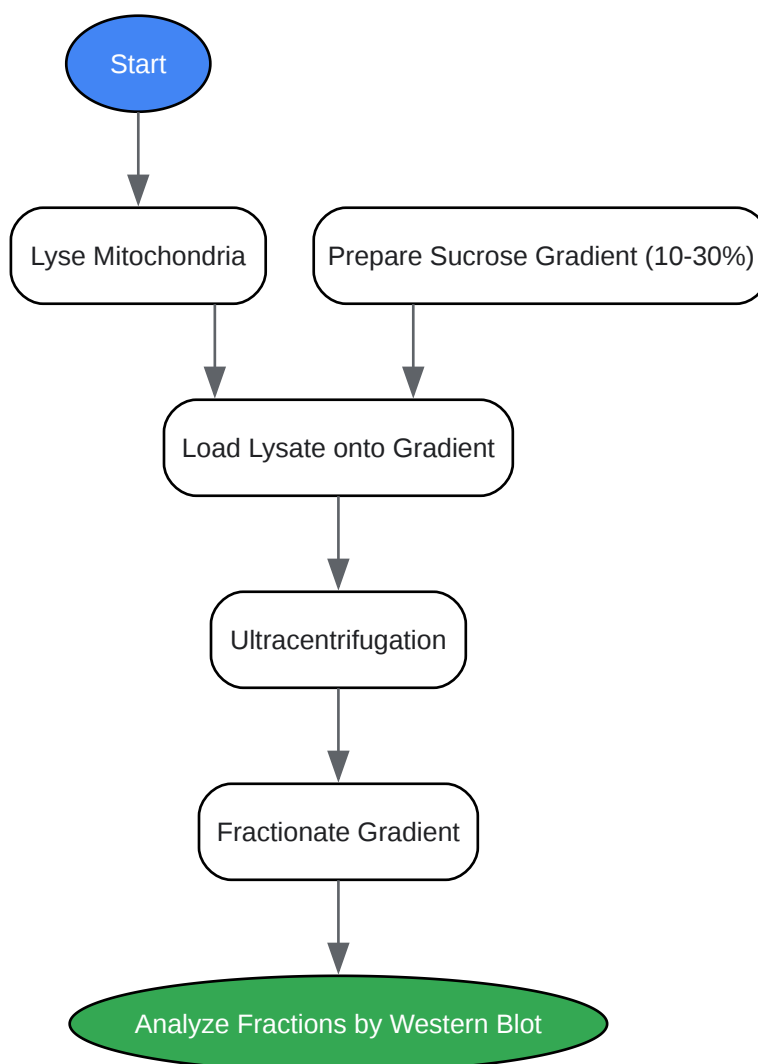 Start
Lyse Mitochondria
Prepare Sucrose Gradient (10-30%)
Load Lysate onto Gradient
Ultracentrifugation
Fractionate Gradient
Analyze Fractions by Western Blot